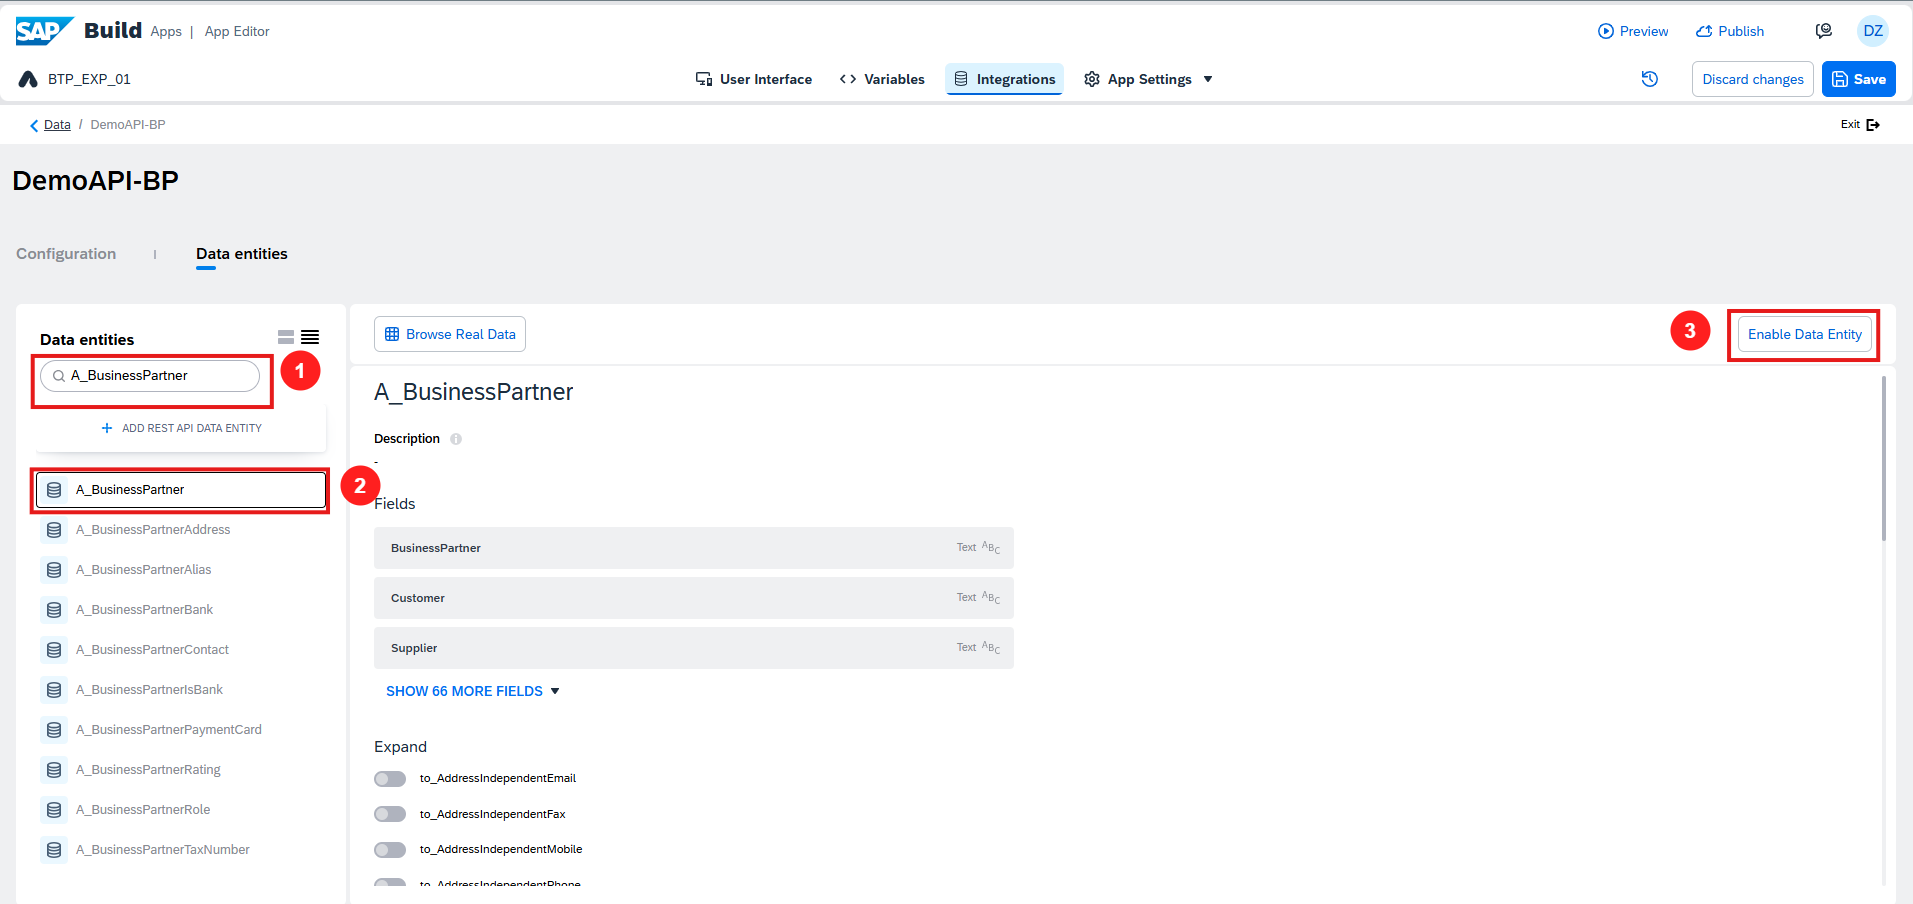 SAP Build Apps | App Editor
Preview
Publish
DZ
BTP_EXP_01
User Interface
Variables
Integrations
App Settings
Discard changes
Save
Data / DemoAPI-BP
Exit
DemoAPI-BP
Configuration
Data entities
Data entities
A_BusinessPartner
1
+ ADD REST API DATA ENTITY
A_BusinessPartner
2
A_BusinessPartnerAddress
A_BusinessPartnerAlias
A_BusinessPartnerBank
A_BusinessPartnerContact
A_BusinessPartnerIsBank
A_BusinessPartnerPaymentCard
A_BusinessPartnerRating
A_BusinessPartnerRole
A_BusinessPartnerTaxNumber
Browse Real Data
3
Enable Data Entity
A_BusinessPartner
Description
-
Fields
BusinessPartner Text ABC
Customer Text ABC
Supplier Text ABC
SHOW 66 MORE FIELDS
Expand
to_AddressIndependentEmail
to_AddressIndependentFax
to_AddressIndependentMobile
to_AddressIndependentPhone